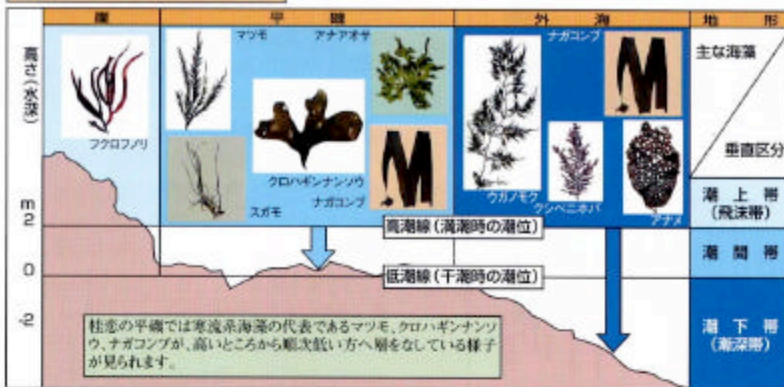 崖
平磯
外海
地形
高さ(水深)
m
2
0
-2
フクロフノリ
マツモ
アナアオサ
クロハギンナンソウ
スガモ
ナガコンブ
ナガコンブ
ウガノモク
クシベニヒバ
アナメ
主な海藻
垂直区分
潮上帯
(飛沫帯)
潮間帯
潮下帯
(漸深帯)
高潮線(満潮時の潮位)
低潮線(干潮時の潮位)
桂恋の平磯では寒流系海藻の代表であるマツモ、クロハギンナンソ
ウ、ナガコンブが、高いところから順次低い方へ層をなしている様子
が見られます。